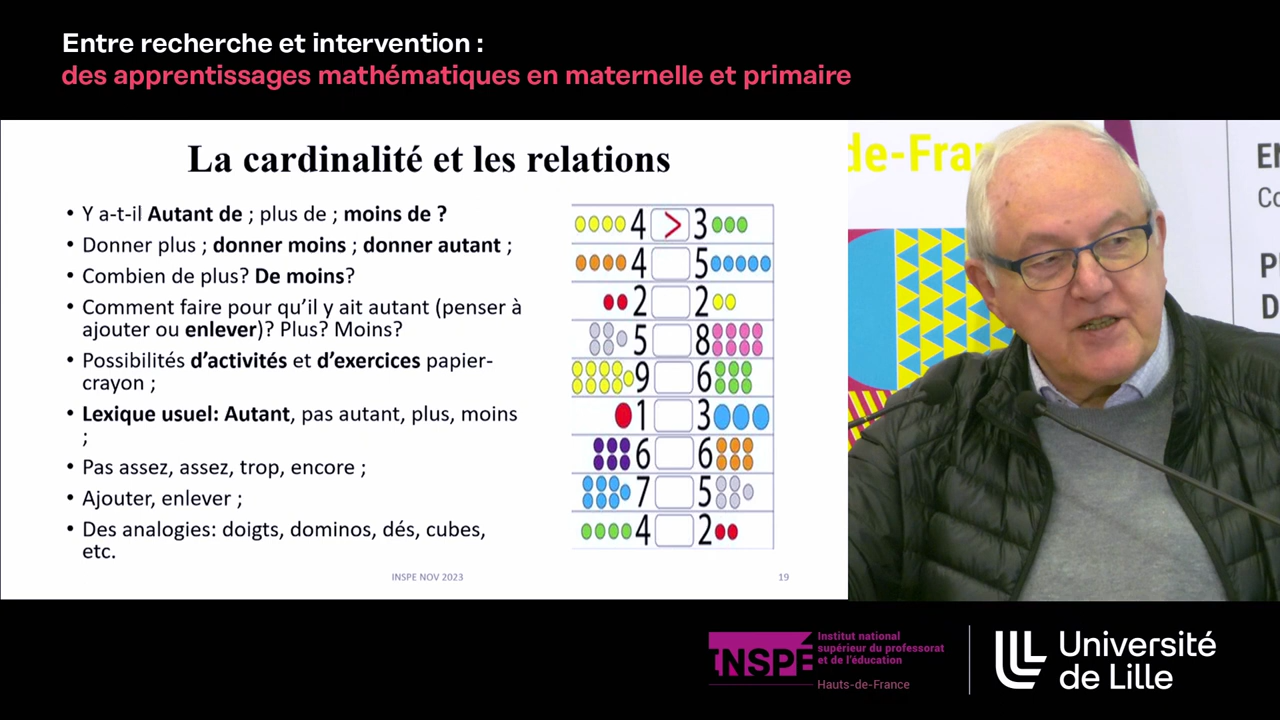 Entre recherche et intervention :
des apprentissages mathématiques en maternelle et primaire
La cardinalité et les relations
• Y a-t-il Autant de ; plus de ; moins de ?
• Donner plus ; donner moins ; donner autant ;
• Combien de plus? De moins?
• Comment faire pour qu'il y ait autant (penser à
ajouter ou enlever)? Plus? Moins?
• Possibilités d'activités et d'exercices papier-
crayon ;
• Lexique usuel: Autant, pas autant, plus, moins
;
• Pas assez, assez, trop, encore ;
• Ajouter, enlever ;
• Des analogies: doigts, dominos, dés, cubes,
etc.
4 > 3
4 5
2 2
5 8
9 6
1 3
6 6
7 5
4 2
INSPE NOV 2023
19
de-Fra
INSPÉ
Institut national
supérieur du professorat
et de l'éducation
Hauts-de-France
Université
de Lille